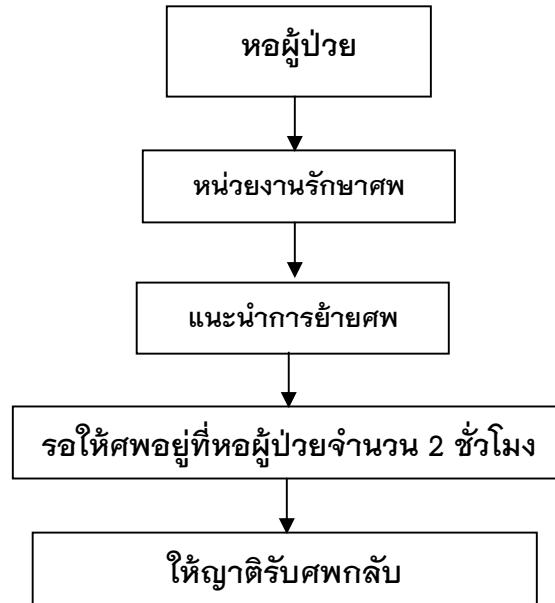 หอผู้ป่วย
หน่วยงานรักษาศพ
แนะนำการย้ายศพ
รอให้ศพอยู่ที่หอผู้ป่วยจำนวน 2 ชั่วโมง
ให้ญาติรับศพกลับ